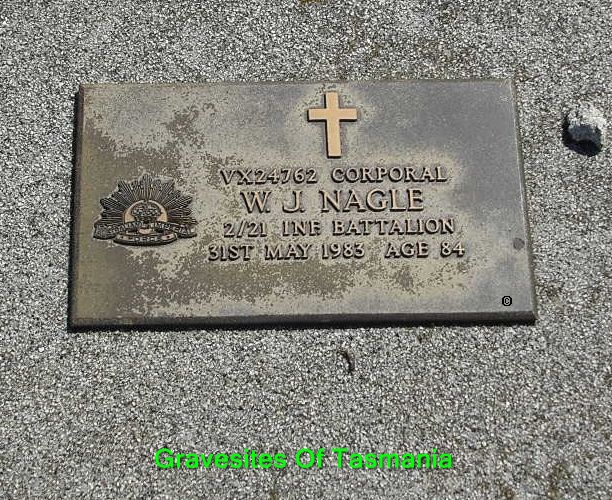 VX24762 CORPORAL
W. J. NAGLE
2/21 INF BATTALION
31ST MAY 1983 AGE 84
©
Gravesites Of Tasmania